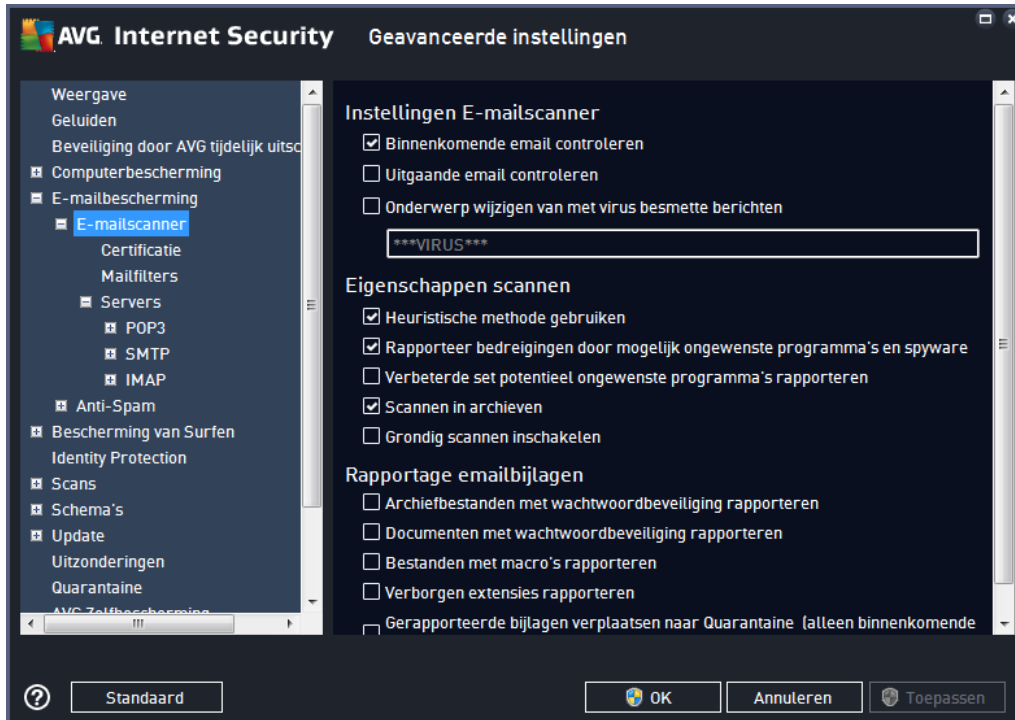 AVG. Internet Security
Geavanceerde instellingen
Weergave
Geluiden
Beveiliging door AVG tijdelijk uitsc
Computerbescherming
E-mailbescherming
E-mailscanner
Certificatie
Mailfilters
Servers
POP3
SMTP
IMAP
Anti-Spam
Bescherming van Surfen
Identity Protection
Scans
Schema's
Update
Uitzonderingen
Quarantaine
AVG Zelfbescherming
Instellingen E-mailscanner
Binnenkomende email controleren
Uitgaande email controleren
Onderwerp wijzigen van met virus besmette berichten
***VIRUS***
Eigenschappen scannen
Heuristische methode gebruiken
Rapporteer bedreigingen door mogelijk ongewenste programma's en spyware
Verbeterde set potentieel ongewenste programma's rapporteren
Scannen in archieven
Grondig scannen inschakelen
Rapportage emailbijlagen
Archiefbestanden met wachtwoordbeveiliging rapporteren
Documenten met wachtwoordbeveiliging rapporteren
Bestanden met macro's rapporteren
Verborgen extensies rapporteren
Gerapporteerde bijlagen verplaatsen naar Quarantaine (alleen binnenkomende
?
Standaard
OK
Annuleren
Toepassen